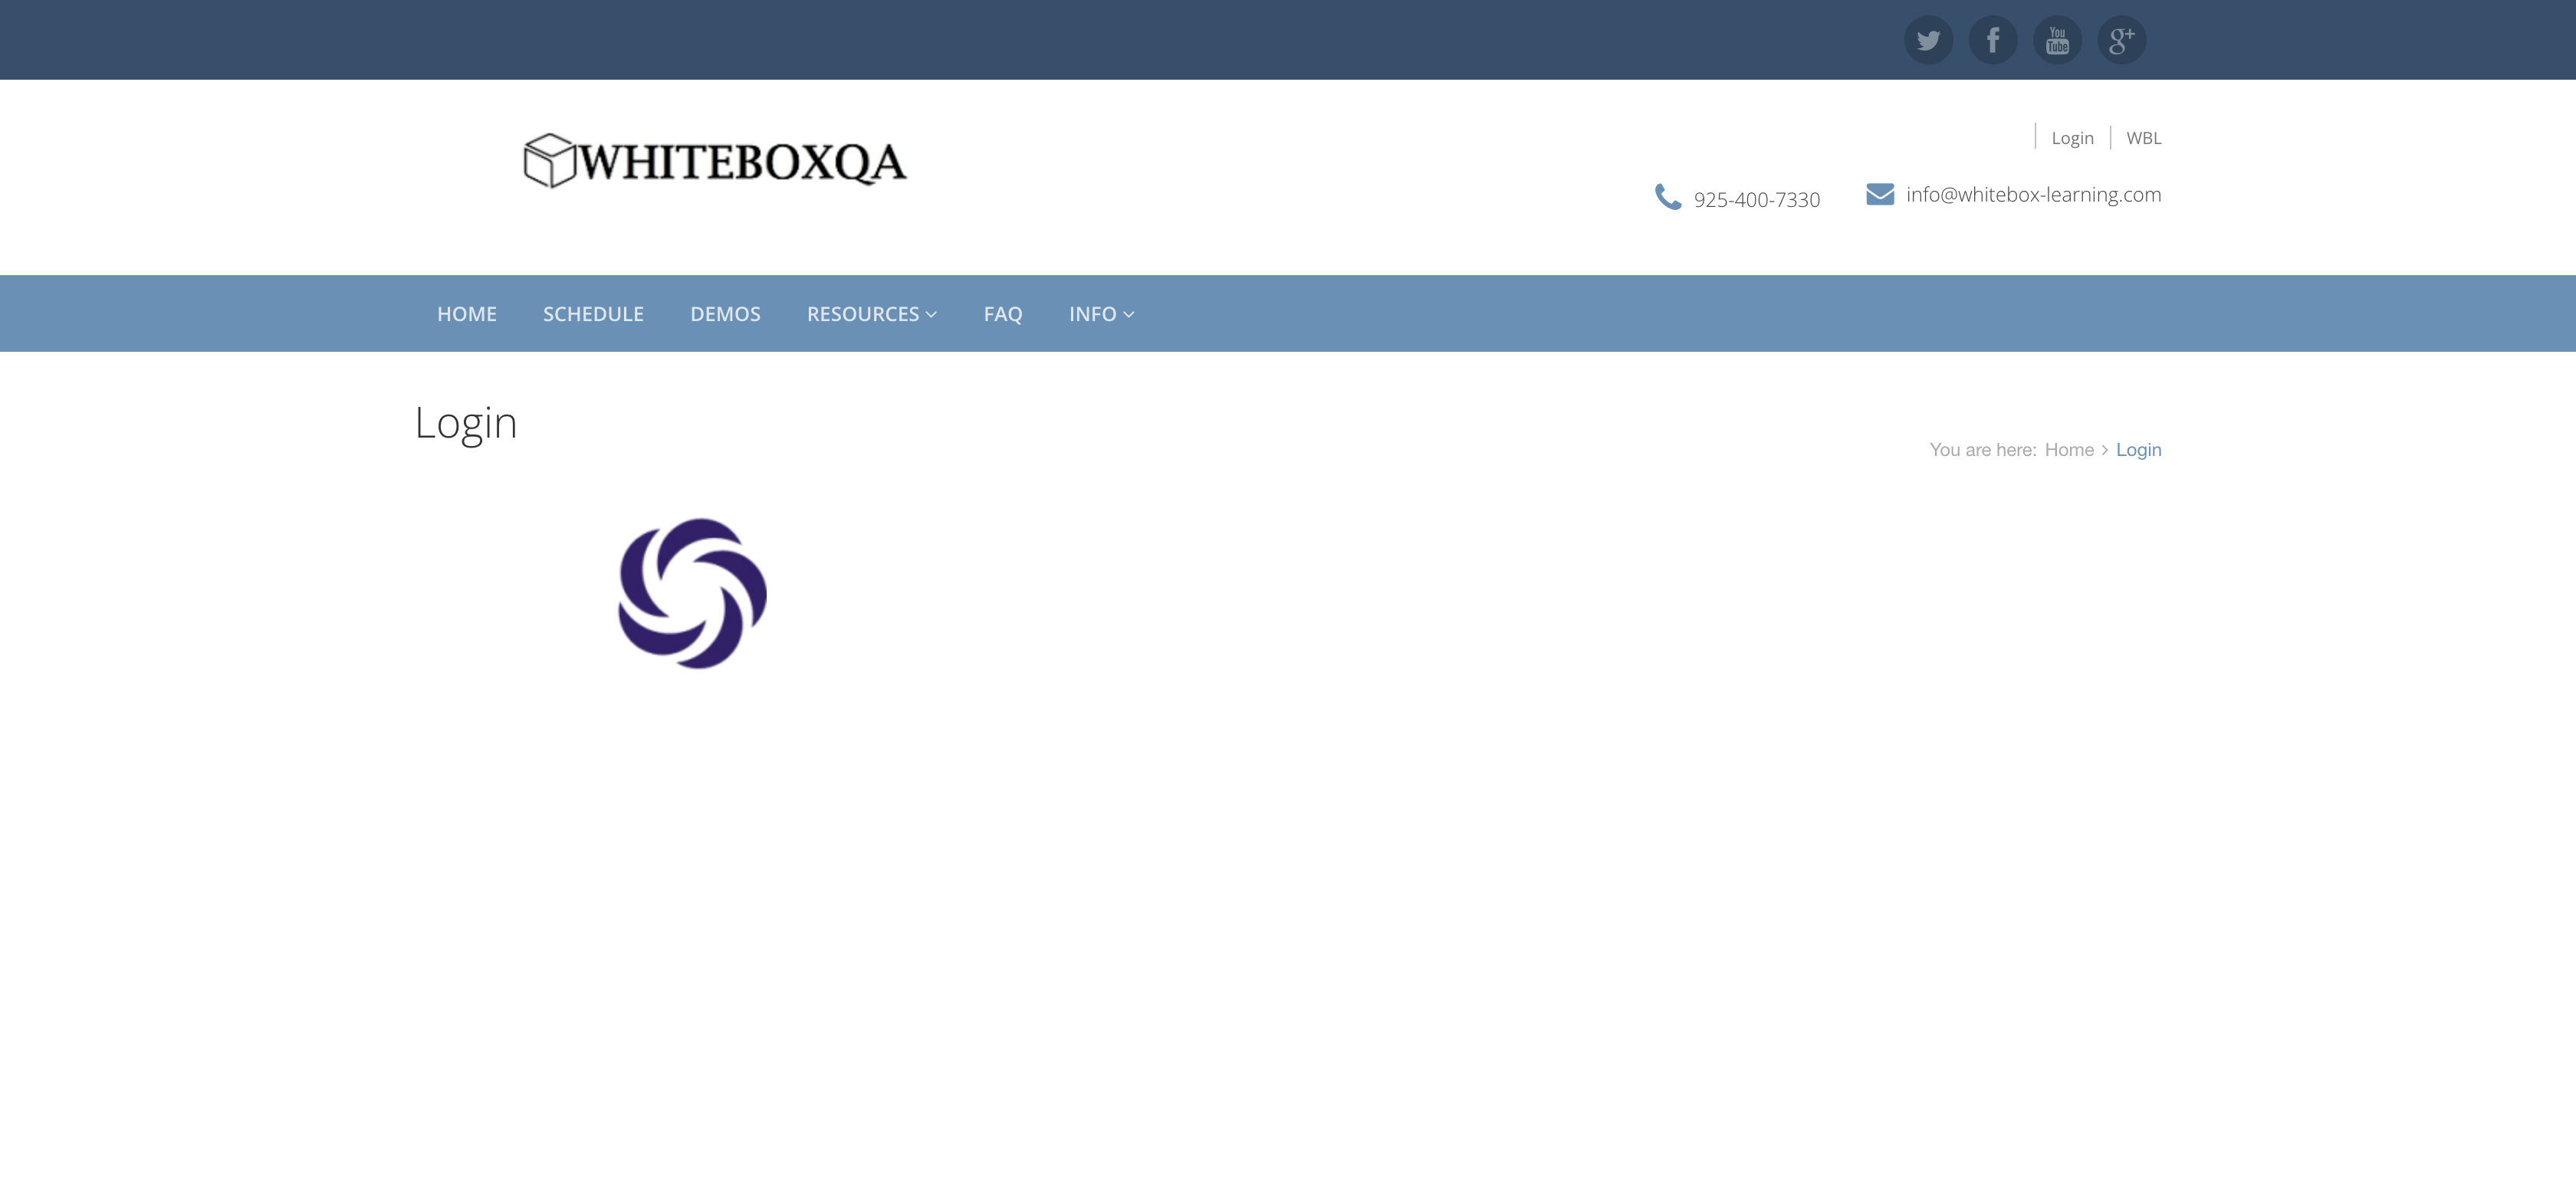 You Tube
g+
WHITEBOXQA
Login
WBL
925-400-7330
info@whitebox-learning.com
HOME SCHEDULE DEMOS RESOURCES FAQ INFO
Login
You are here: Home > Login